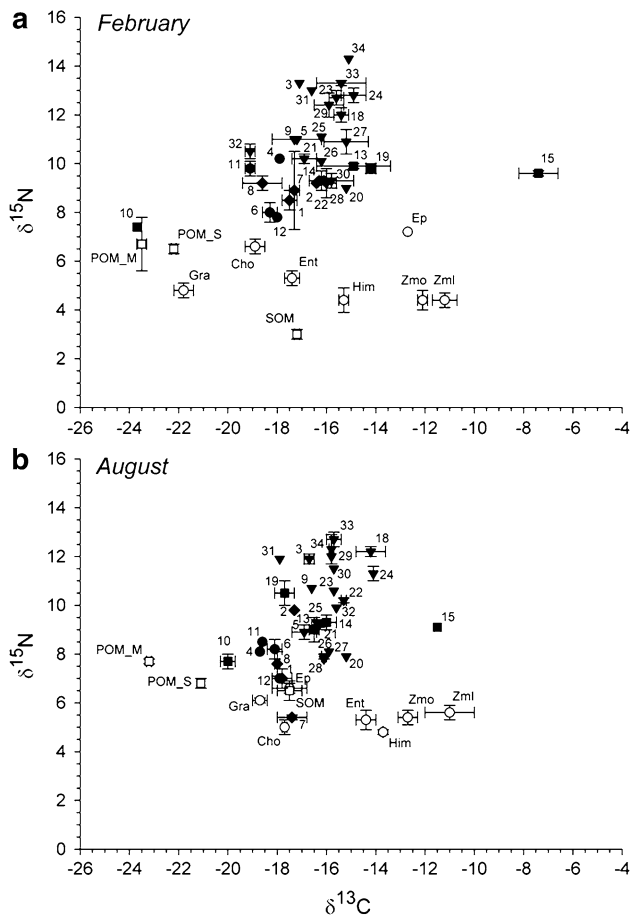 a
February
16
14
12
10
8
6
4
2
0
δ15N
34
3 23 33
31 24
29 18
9 5 25 27
32 4 21 26 13 19 15
11 14 30
8 7 2 22 28 20
6 1
12
10
POM_M POM_S Cho Ent Ep
Gra Him Zmo Zml
SOM
-26 -24 -22 -20 -18 -16 -14 -12 -10 -8 -6 -4
b
August
16
14
12
10
8
6
4
2
0
δ15N
33
31 3 34 29 18
30 24
19 9 23 22
2 32
25
13 14
5 21
15
11 6
10 4 8 26 27
28 20
POM_M
POM_S 12 1 Ep
Gra SOM Ent Zmo Zml
7
Cho Him
-26 -24 -22 -20 -18 -16 -14 -12 -10 -8 -6 -4
δ13C